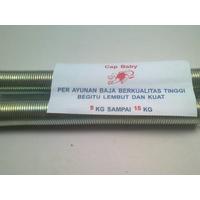 Cap Baby
PER AYUNAN BAJA BERKUALITAS TINGGI
BEGITU LEMBUT DAN KUAT
5 KG SAMPAI 15 KG